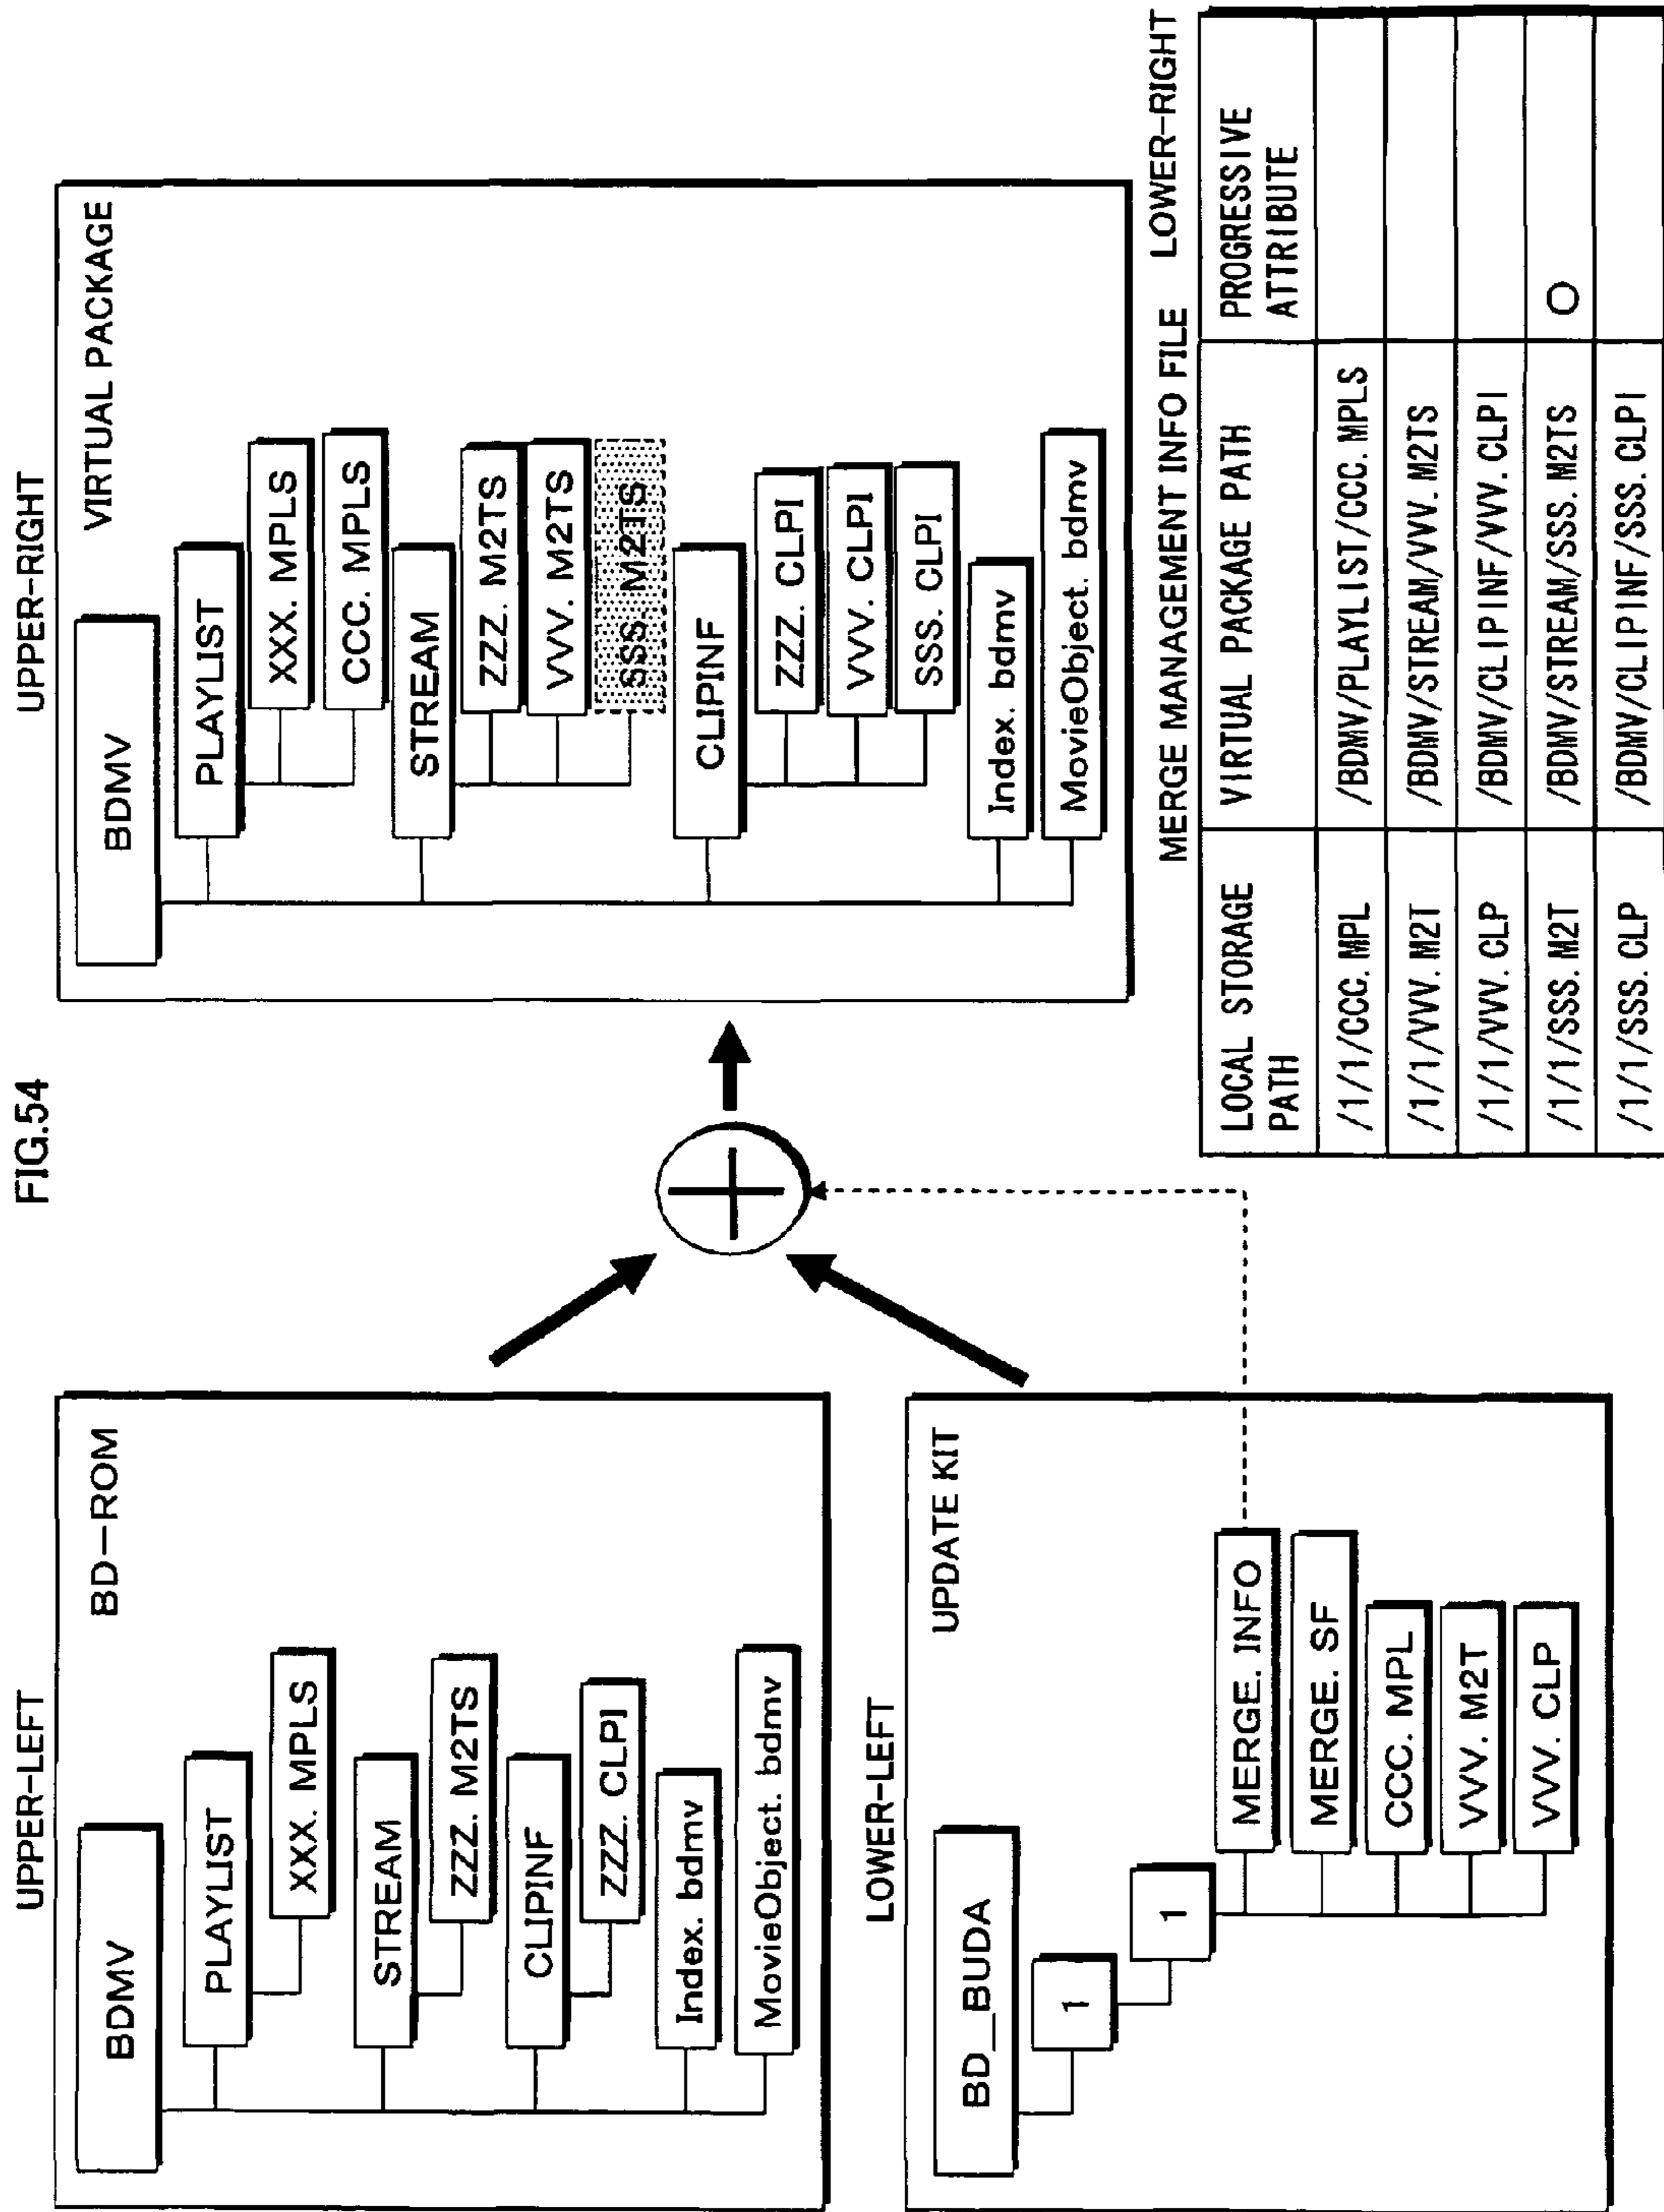 FIG.54
UPPER-LEFT
BD-ROM
BDMV
PLAYLIST
XXX. MPLS
STREAM
ZZZ. M2TS
CLIPINF
ZZZ. CLPI
Index. bdmv
MovieObject. bdmv
LOWER-LEFT
UPDATE KIT
BD_BUDA
1
1
MERGE. INFO
MERGE. SF
CCC. MPL
VVV. M2T
VVV. CLP
UPPER-RIGHT
VIRTUAL PACKAGE
BDMV
PLAYLIST
XXX. MPLS
CCC. MPLS
STREAM
ZZZ. M2TS
VVV. M2TS
SSS. M2TS
CLIPINF
ZZZ. CLPI
VVV. CLPI
SSS. CLPI
Index. bdmv
MovieObject. bdmv
MERGE MANAGEMENT INFO FILE LOWER-RIGHT
LOCAL STORAGE PATH VIRTUAL PACKAGE PATH PROGRESSIVE ATTRIBUTE
/1/1/CCC. MPL /BDMV/PLAYLIST/CCC. MPLS
/1/1/VVV. M2T /BDMV/STREAM/VVV. M2TS
/1/1/VVV. CLP /BDMV/CLIPINF/VVV. CLPI
/1/1/SSS. M2T /BDMV/STREAM/SSS. M2TS O
/1/1/SSS. CLP /BDMV/CLIPINF/SSS. CLPI